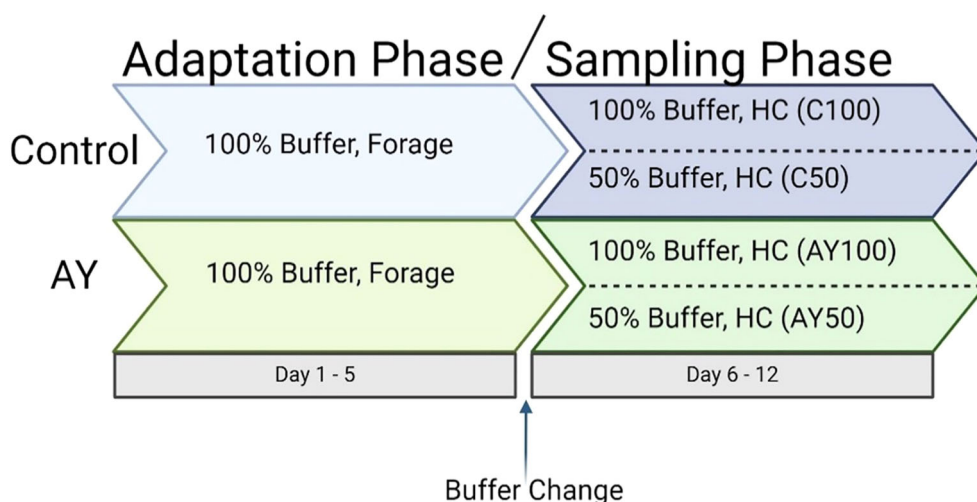 Adaptation Phase / Sampling Phase
Control
100% Buffer, Forage
100% Buffer, HC (C100)
50% Buffer, HC (C50)
AY
100% Buffer, Forage
100% Buffer, HC (AY100)
50% Buffer, HC (AY50)
Day 1 - 5
Day 6 - 12
Buffer Change